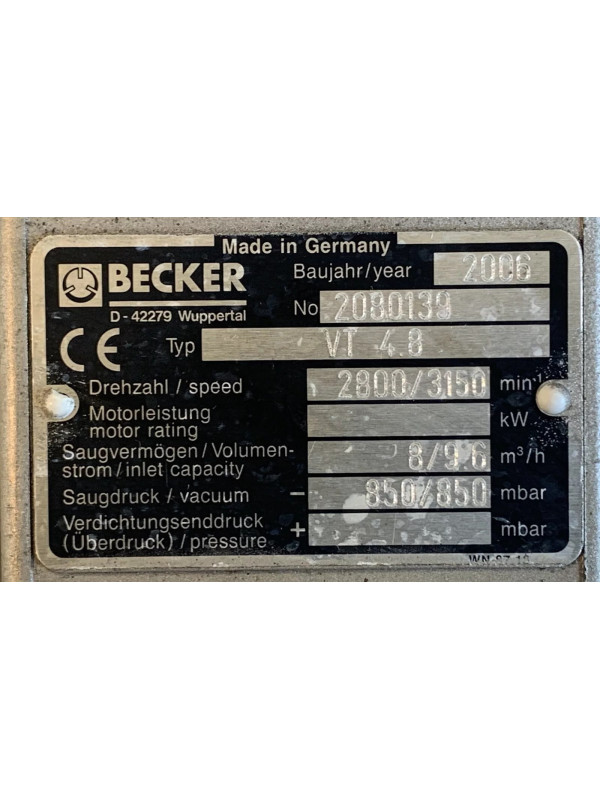 Made in Germany
BECKER
D-42279 Wuppertal
Baujahr/year 2006
No 2080139
CE
Typ VT 4.8
Drehzahl / speed 2800/3150 min-1
Motorleistung
motor rating kW
Saugvermögen/Volumen-
strom/inlet capacity 8/9.6 m³/h
Saugdruck / vacuum – 850/850 mbar
Verdichtungsenddruck
(Überdruck) / pressure + mbar